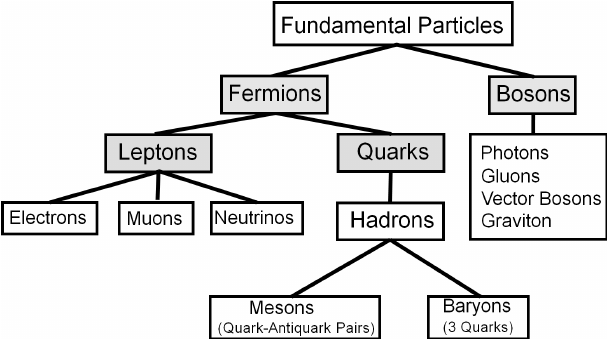 Fundamental Particles
Fermions
Bosons
Leptons
Quarks
Photons
Gluons
Vector Bosons
Graviton
Electrons
Muons
Neutrinos
Hadrons
Mesons
(Quark-Antiquark Pairs)
Baryons
(3 Quarks)